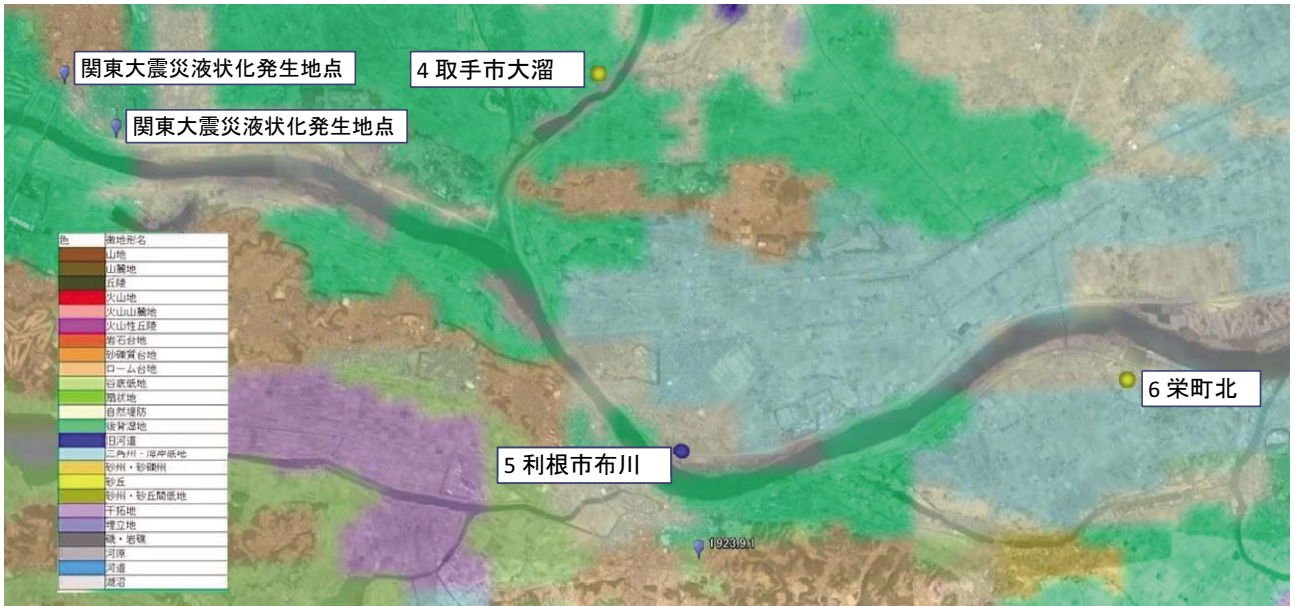 関東大震災液状化発生地点
4 取手市大溜
関東大震災液状化発生地点
6 栄町北
5 利根市布川
1923.9.1
色 微地形名
山地
山麓地
丘陵
火山地
火山山麓地
火山性丘陵
岩石台地
砂礫質台地
ローム台地
谷底低地
扇状地
自然堤防
後背湿地
旧河道
三角州・海岸低地
砂州・砂礫州
砂丘
砂州・砂丘間低地
干拓地
埋立地
磯・岩礁
河原
河道
湖沼